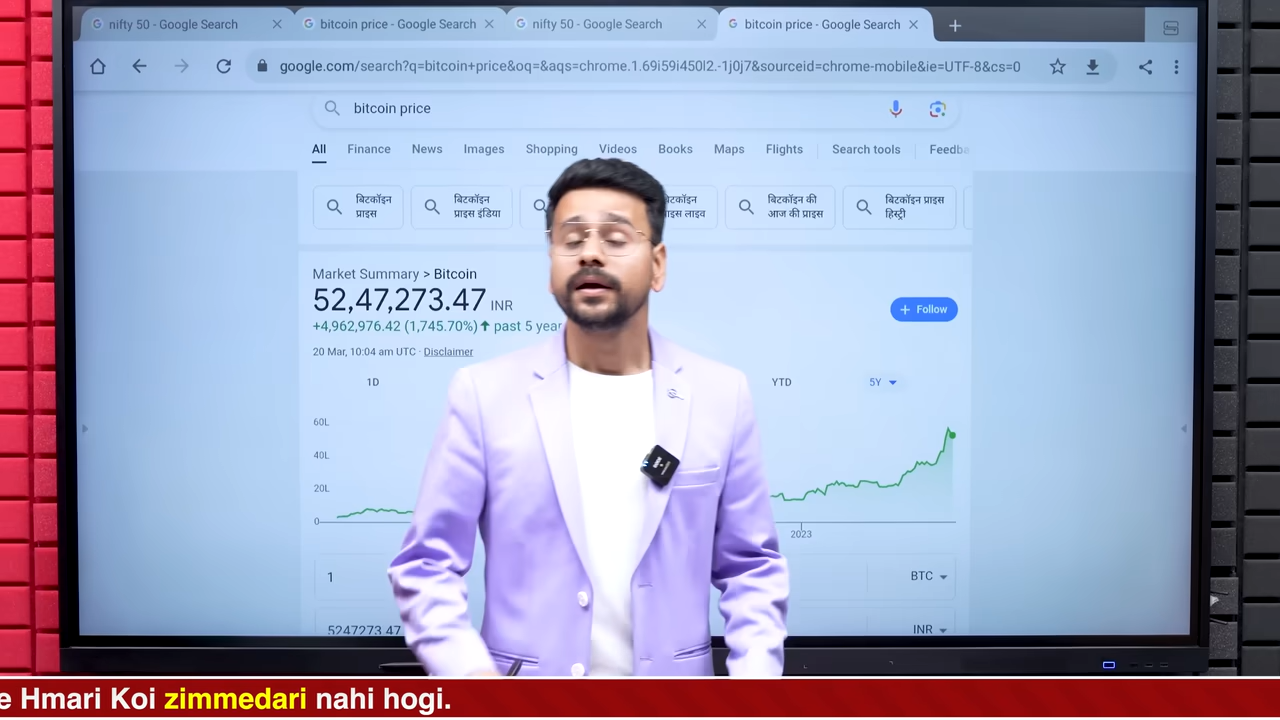 nifty 50 - Google Search
bitcoin price - Google Search
nifty 50 - Google Search
bitcoin price - Google Search
google.com/search?q=bitcoin+price&oq=&aqs=chrome.1.69i59i450l2.-1j0j7&sourceid=chrome-mobile&ie=UTF-8&cs=0
bitcoin price
All Finance News Images Shopping Videos Books Maps Flights Search tools Feedba
बिटकॉइन
प्राइस
बिटकॉइन
प्राइस इंडिया
बिटकॉइन की
आज की प्राइस
बिटकॉइन प्राइस
हिस्ट्री
Market Summary > Bitcoin
52,47,273.47 INR
+ Follow
+4,962,976.42 (1,745.70%) past 5 year
20 Mar, 10:04 am UTC · Disclaimer
1D YTD 5Y
60L
40L
20L
0
2023
1 BTC
5247273.47 INR
e Hmari Koi zimmedari nahi hogi.